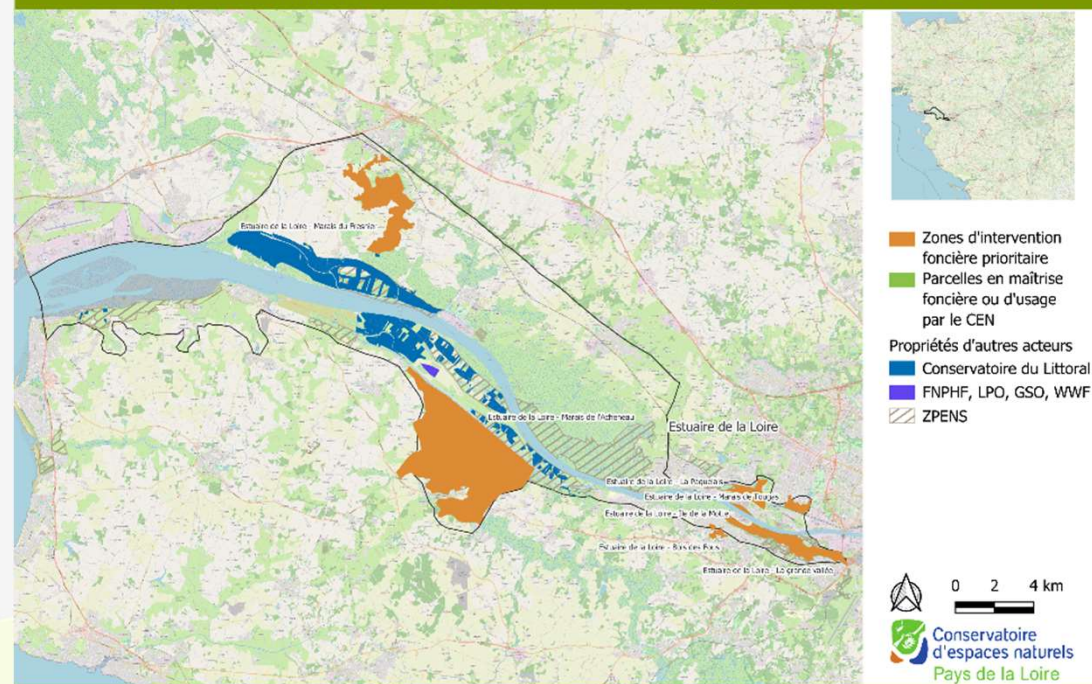 Estuaire de la Loire - Marais du Fresnier
Estuaire de la Loire - Marais de l'Acheneau
Estuaire de la Loire
Estuaire de la Loire - La Paquelais
Estuaire de la Loire - Marais de Tougas
Estuaire de la Loire - Ile de la Motte
Estuaire de la Loire - Bois des Fous
Estuaire de la Loire - La grande vallée
Zones d'intervention
foncière prioritaire
Parcelles en maîtrise
foncière ou d'usage
par le CEN
Propriétés d'autres acteurs
Conservatoire du Littoral
FNPHF, LPO, GSO, WWF
ZPENS
0 2 4 km
Conservatoire
d'espaces naturels
Pays de la Loire